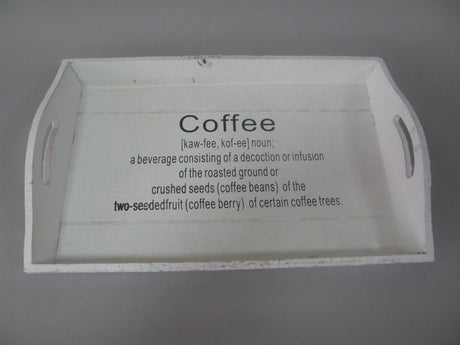 Coffee
[kaw-fee, kof-ee] noun;
a beverage consisting of a decoction or infusion
of the roasted ground or
crushed seeds (coffee beans) of the
two-sesdedfruit (coffee berry) of certain coffee trees.